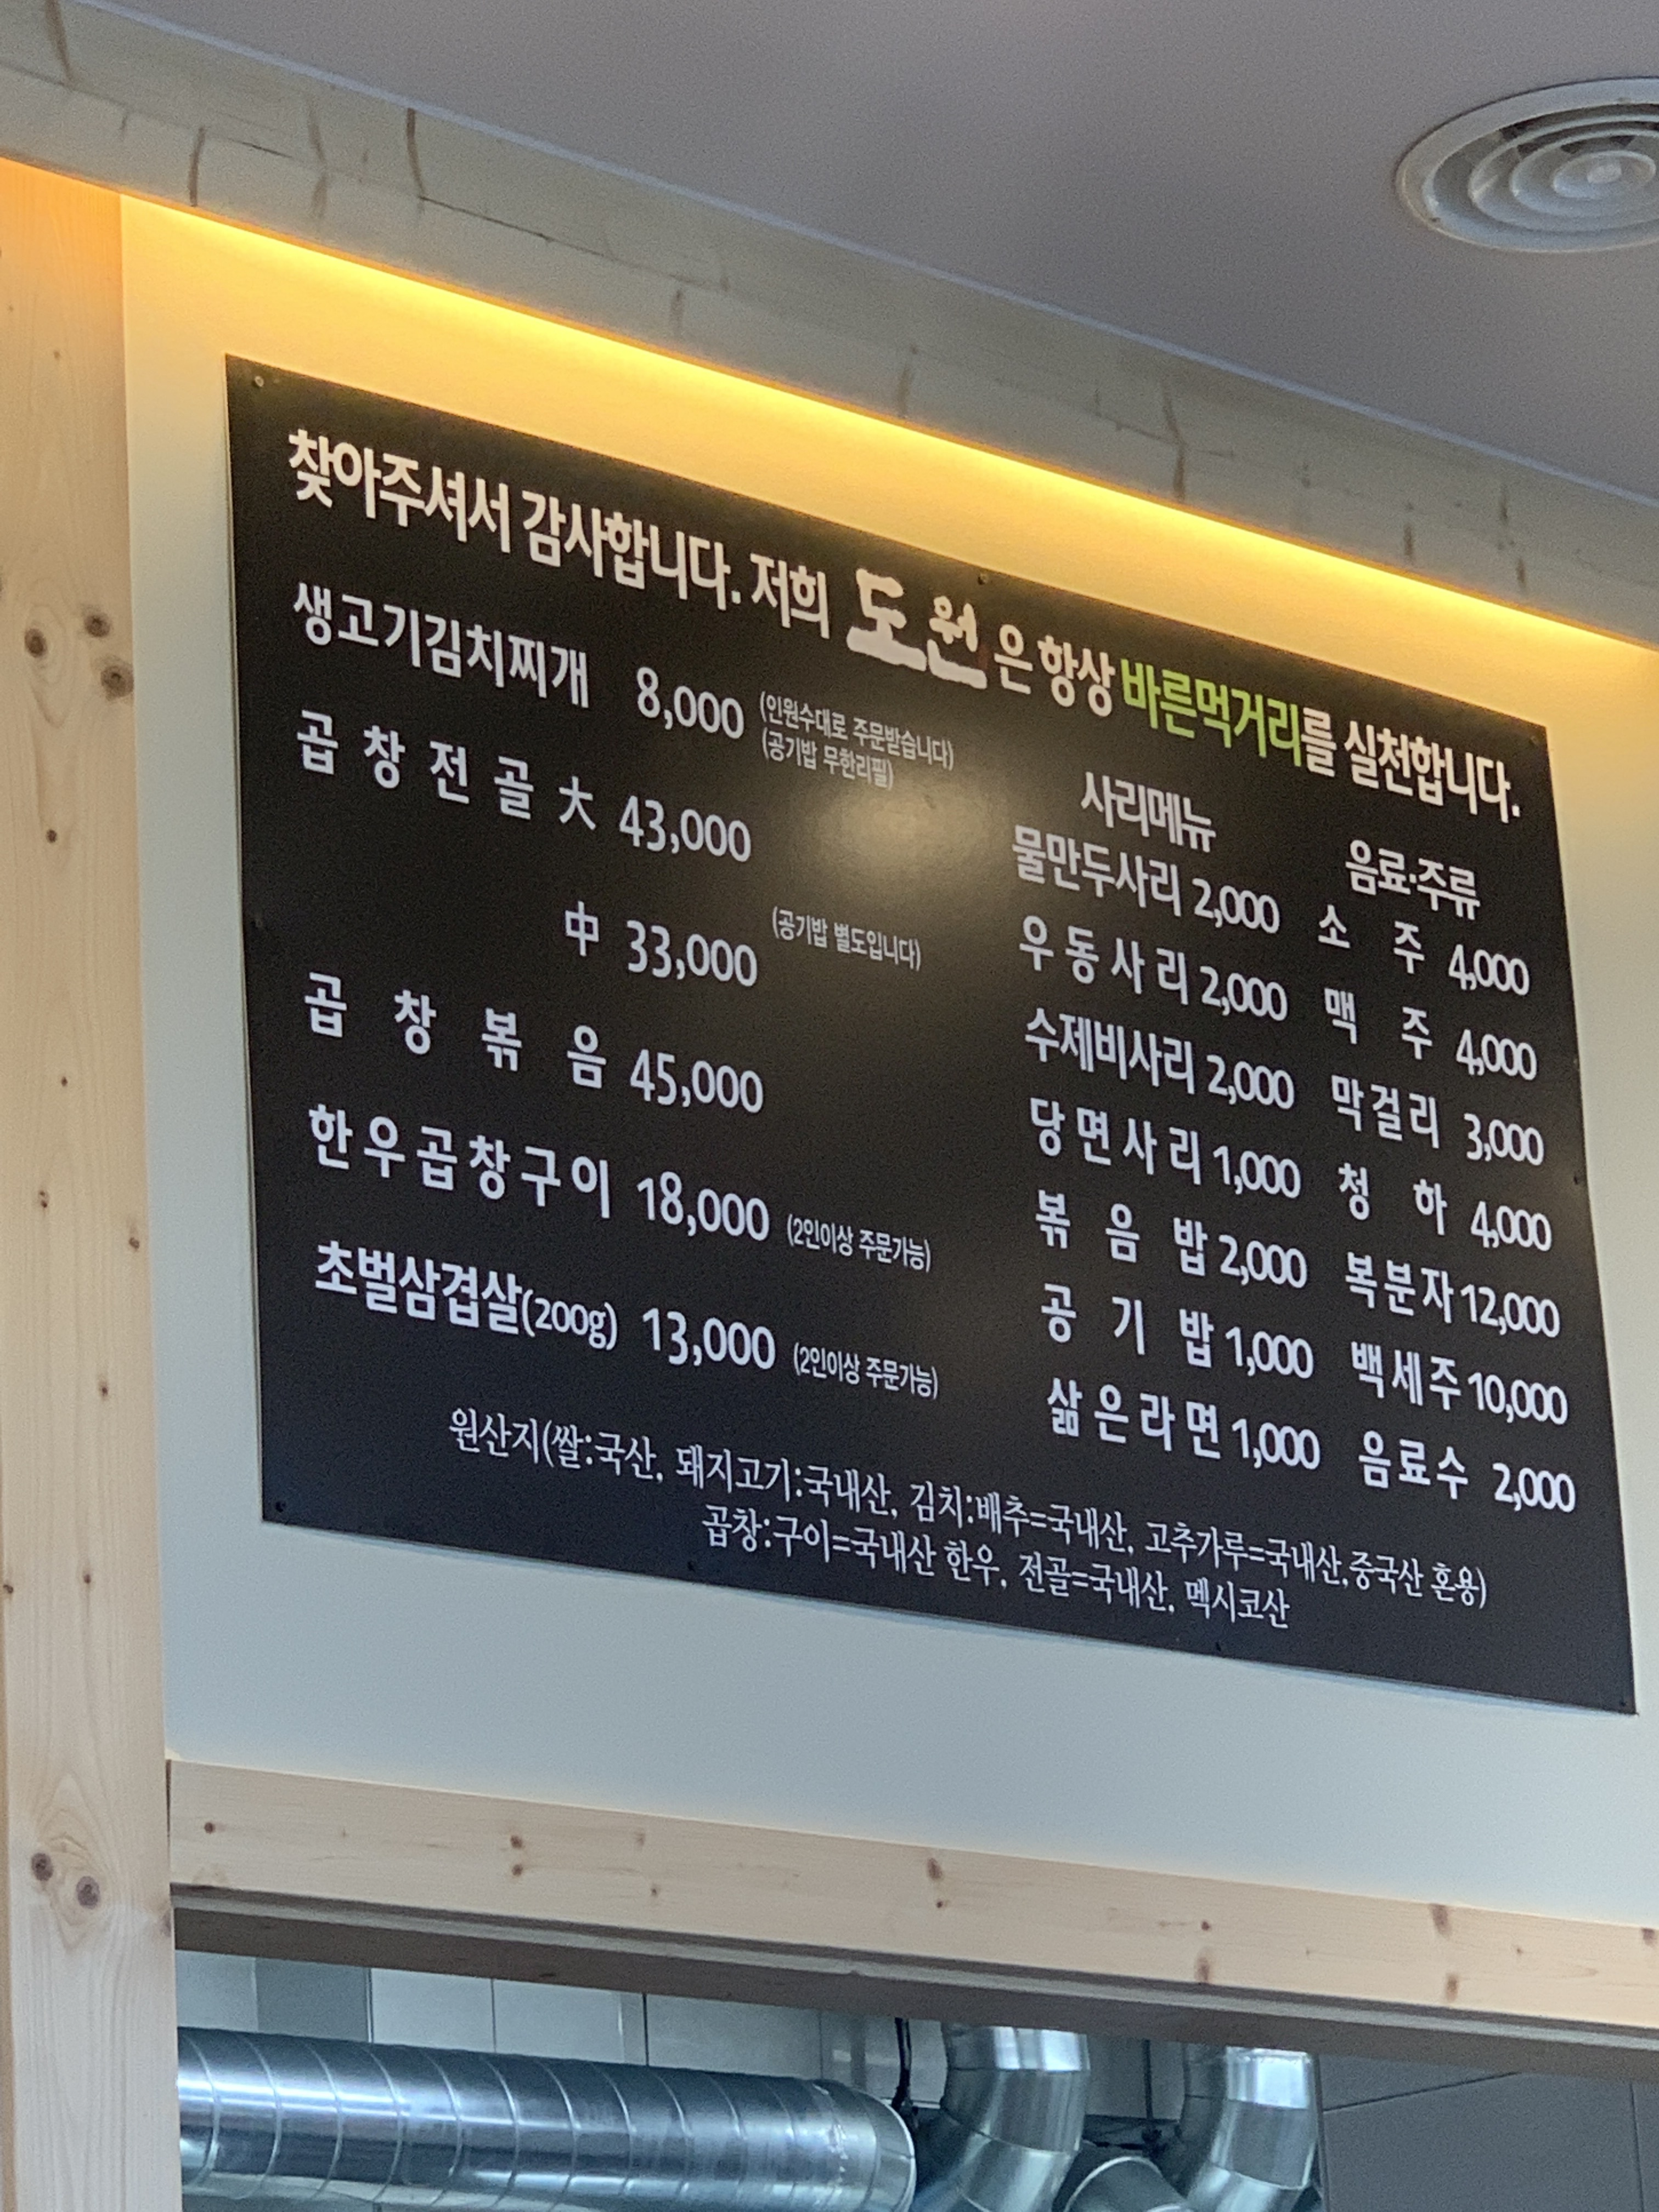 찾아주셔서 감사합니다. 저희 도원은 항상 바른먹거리를 실천합니다.
생고기김치찌개 8,000 (인원수대로 주문받습니다)
(공기밥 무한리필)
곱창전골 大 43,000
中 33,000 (공기밥 별도입니다)
곱창볶음 45,000
한우곱창구이 18,000 (2인이상 주문가능)
초벌삼겹살(200g) 13,000 (2인이상 주문가능)
사리메뉴
물만두사리 2,000
우동사리 2,000
수제비사리 2,000
당면사리 1,000
볶음밥 2,000
공기밥 1,000
삶은라면 1,000
음료·주류
소주 4,000
맥주 4,000
막걸리 3,000
청하 4,000
복분자 12,000
백세주 10,000
음료수 2,000
원산지(쌀:국산, 돼지고기:국내산, 김치:배추=국내산, 고추가루=국내산,중국산 혼용)
곱창:구이=국내산 한우, 전골=국내산, 멕시코산